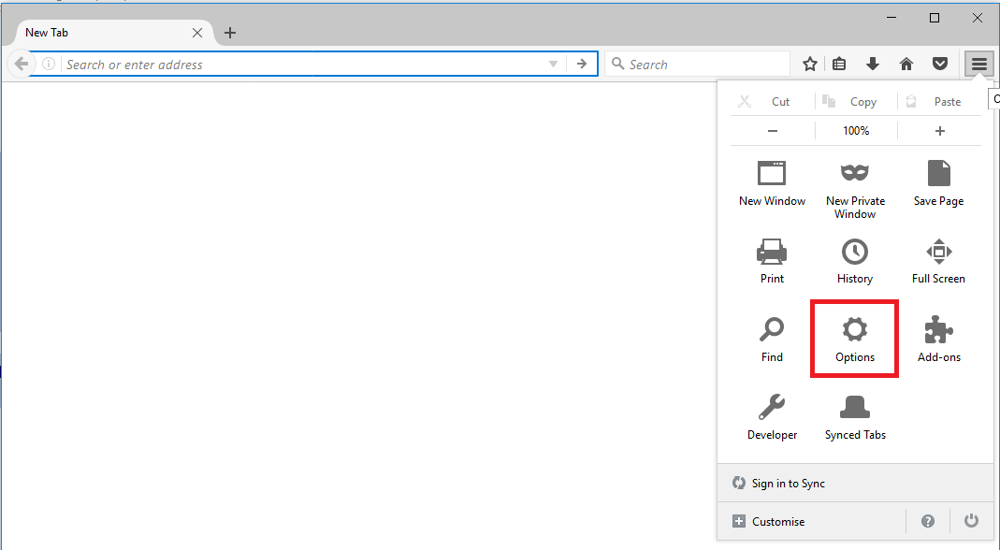 New Tab
Search or enter address
Search
Cut
Copy
Paste
100%
New Window
New Private
Window
Save Page
Print
History
Full Screen
Find
Options
Add-ons
Developer
Synced Tabs
Sign in to Sync
Customise